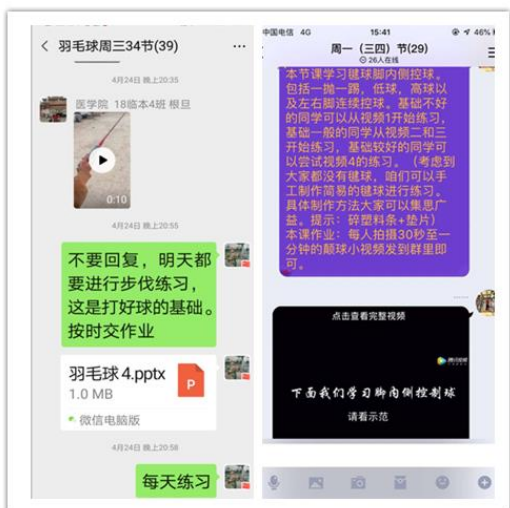 羽毛球周三34节(39)
4月24日 晚上20:35
医学院 18临本4班 根旦
0:10
4月24日 晚上20:55
不要回复，明天都
要进行步伐练习，
这是打好球的基础。
按时交作业
羽毛球4.pptx
1.0 MB
P
微信电脑版
4月24日 晚上20:58
每天练习
中国电信 4G
15:41
46%
周一（三四）节(29)
26人在线
本节课学习毽球脚内侧控球。
包括一抛一踢，低球，高球以
及左右脚连续控球。基础不好
的同学可以从视频1开始练习，
基础一般的同学从视频二和三
开始练习，基础较好的同学可
以尝试视频4的练习。（考虑到
大家都没有毽球，咱们可以手
工制作简易的毽球进行练习。
具体制作方法大家可以集思广
益。提示：碎塑料条+垫片）
本课作业：每人拍摄30秒至一
分钟的颠球小视频发到群里即
可。
点击查看完整视频
腾讯视频
下面我们学习脚内侧控制球
请看示范